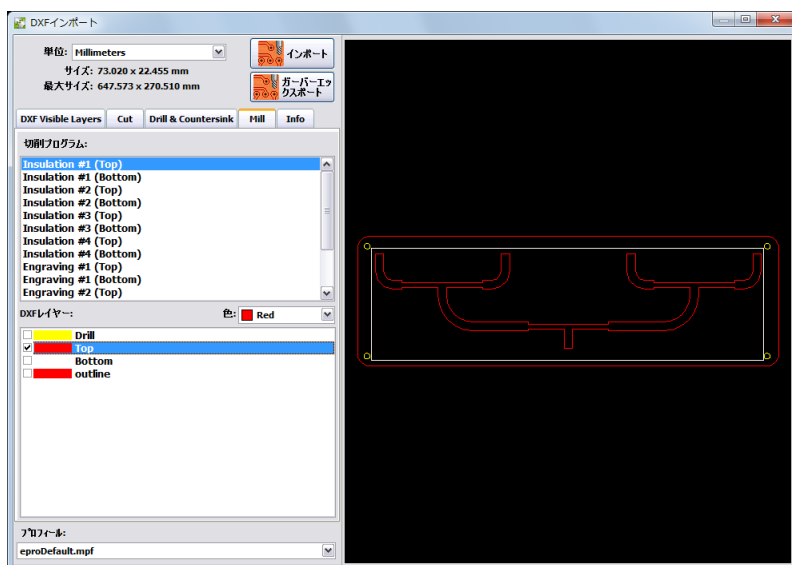 DXFインポート
単位: Millimeters
インポート
サイズ: 73.020 x 22.455 mm
最大サイズ: 647.573 x 270.510 mm
ガーバーエッ
クスポート
DXF Visible Layers Cut Drill & Countersink Mill Info
切削プログラム:
Insulation #1 (Top)
Insulation #1 (Bottom)
Insulation #2 (Top)
Insulation #2 (Bottom)
Insulation #3 (Top)
Insulation #3 (Bottom)
Insulation #4 (Top)
Insulation #4 (Bottom)
Engraving #1 (Top)
Engraving #1 (Bottom)
Engraving #2 (Top)
DXFレイヤー: 色: Red
Drill
Top
Bottom
outline
プロフィール:
eproDefault.mpf